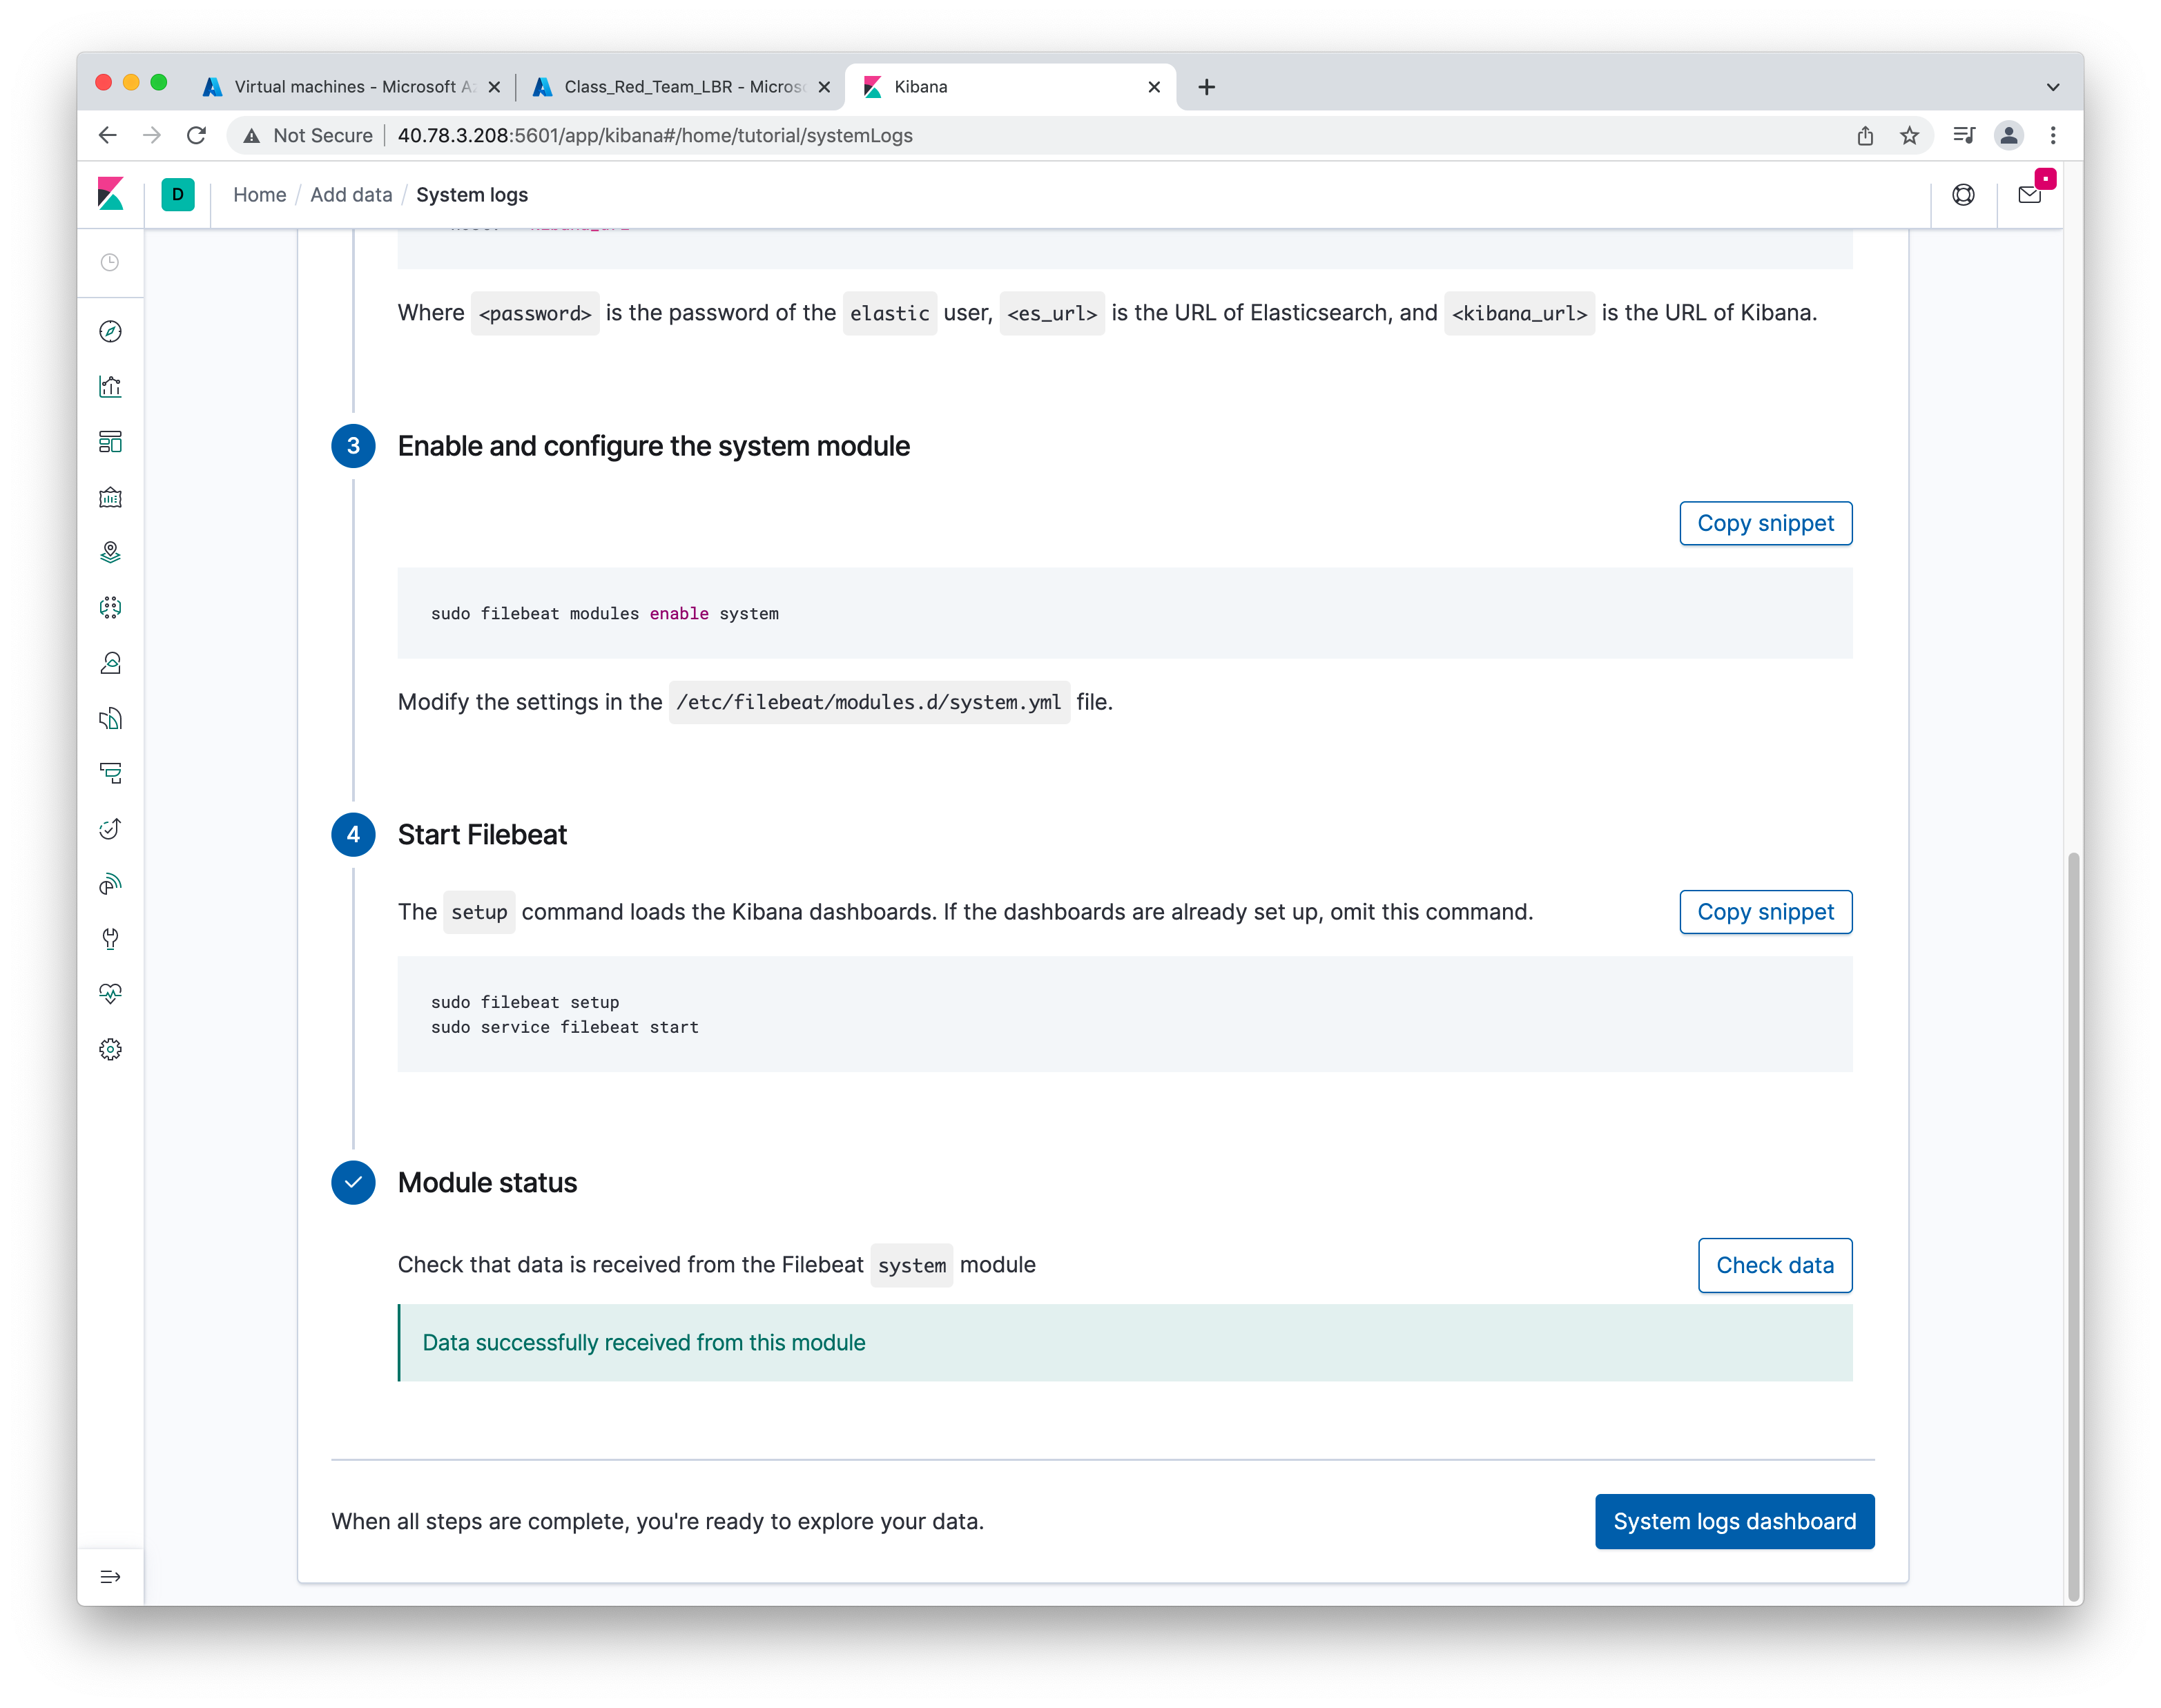 Virtual machines - Microsoft A
Class_Red_Team_LBR - Micros
Kibana
Not Secure
40.78.3.208:5601/app/kibana#/home/tutorial/systemLogs
D
Home / Add data / System logs
Where <password> is the password of the elastic user, <es_url> is the URL of Elasticsearch, and <kibana_url> is the URL of Kibana.
3
Enable and configure the system module
Copy snippet
sudo filebeat modules enable system
Modify the settings in the /etc/filebeat/modules.d/system.yml file.
4
Start Filebeat
The setup command loads the Kibana dashboards. If the dashboards are already set up, omit this command.
Copy snippet
sudo filebeat setup
sudo service filebeat start
Module status
Check that data is received from the Filebeat system module
Check data
Data successfully received from this module
When all steps are complete, you're ready to explore your data.
System logs dashboard